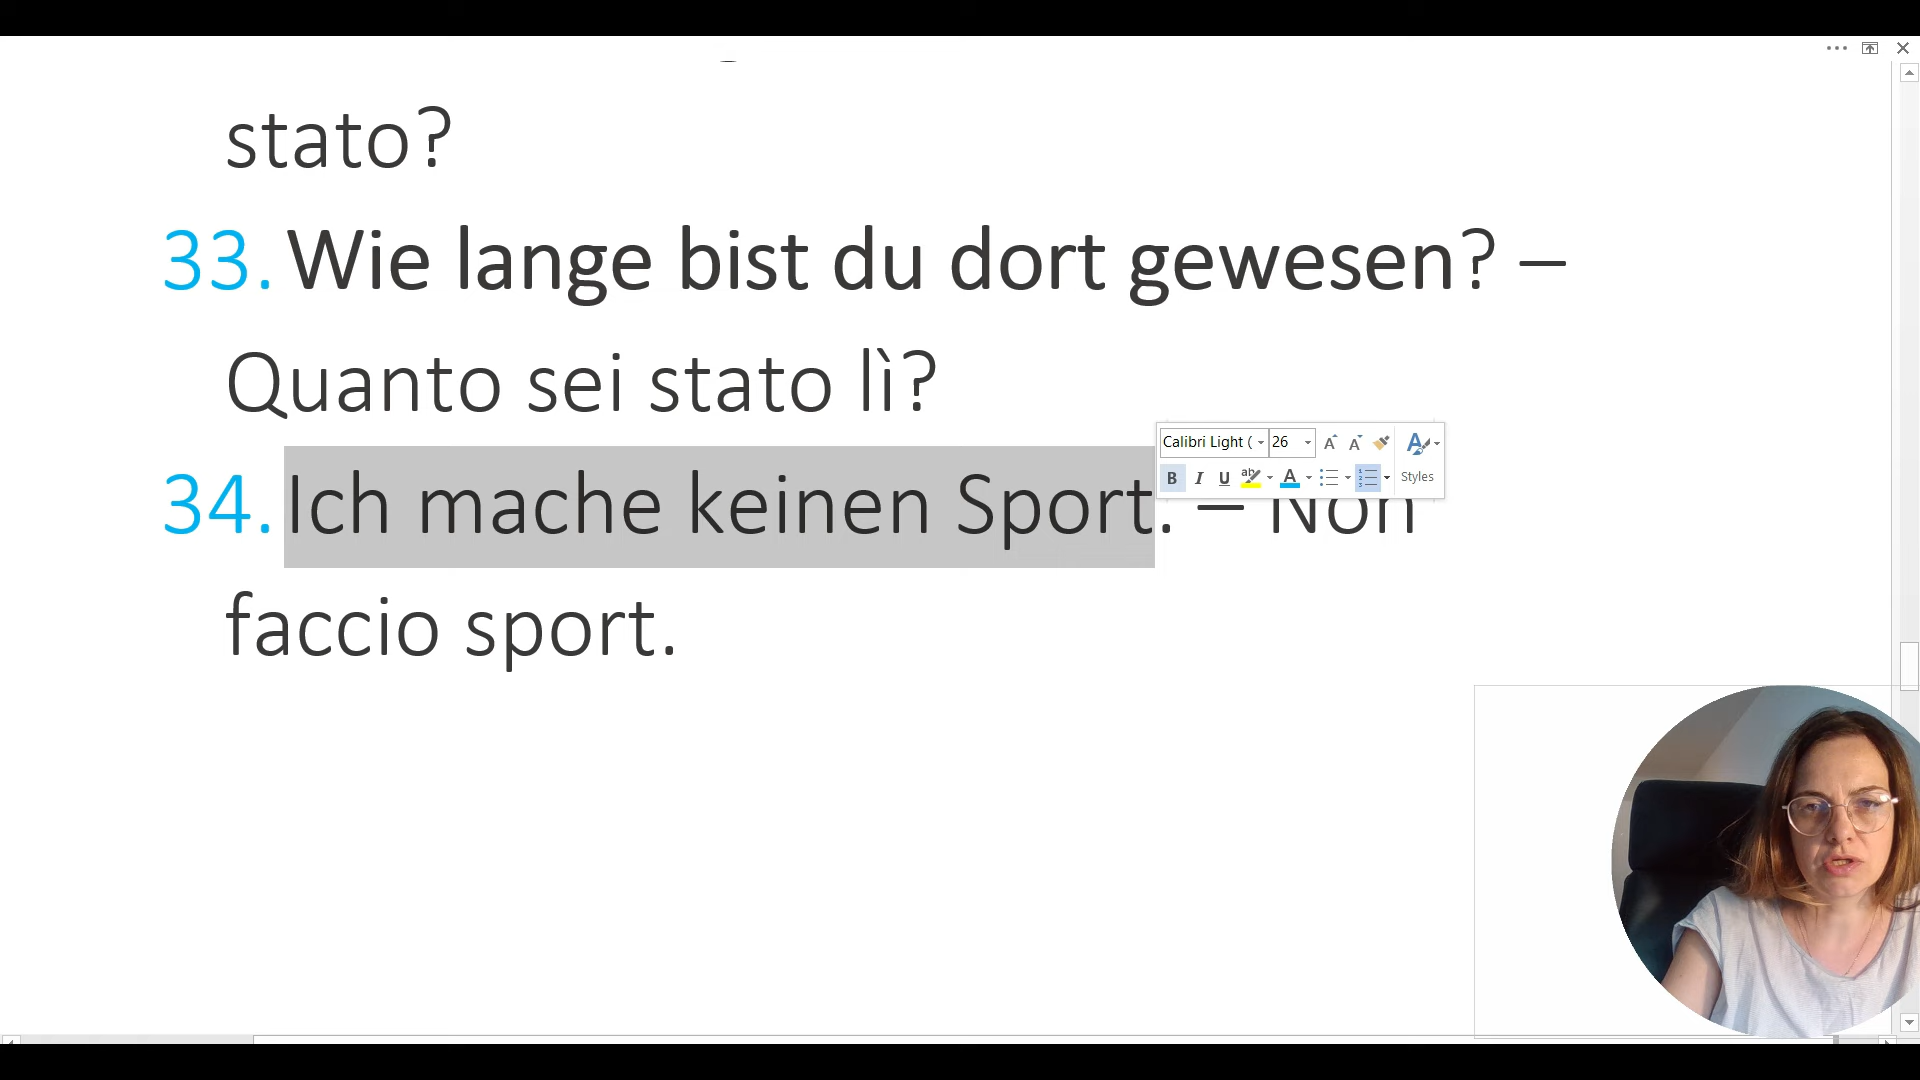 stato?
33. Wie lange bist du dort gewesen? –
Quanto sei stato lì?
Calibri Light ( 26
B I U Styles
34. Ich mache keinen Sport. – Non
faccio sport.